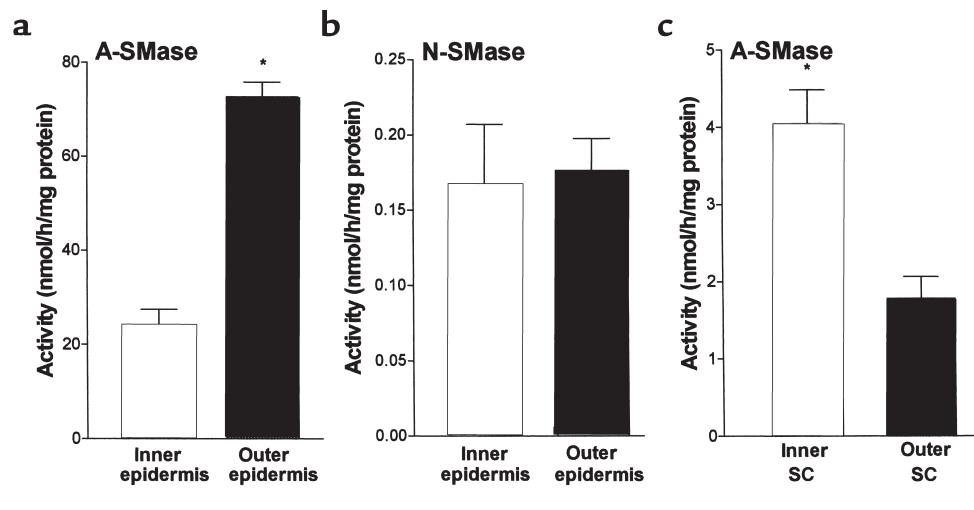 a
A-SMase
*
80
60
40
20
0
Activity (nmol/h/mg protein)
Inner
epidermis
Outer
epidermis
b
N-SMase
0.25
0.20
0.15
0.10
0.05
0.00
Activity (nmol/h/mg protein)
Inner
epidermis
Outer
epidermis
c
A-SMase
*
5
4
3
2
1
0
Activity (nmol/h/mg protein)
Inner
SC
Outer
SC